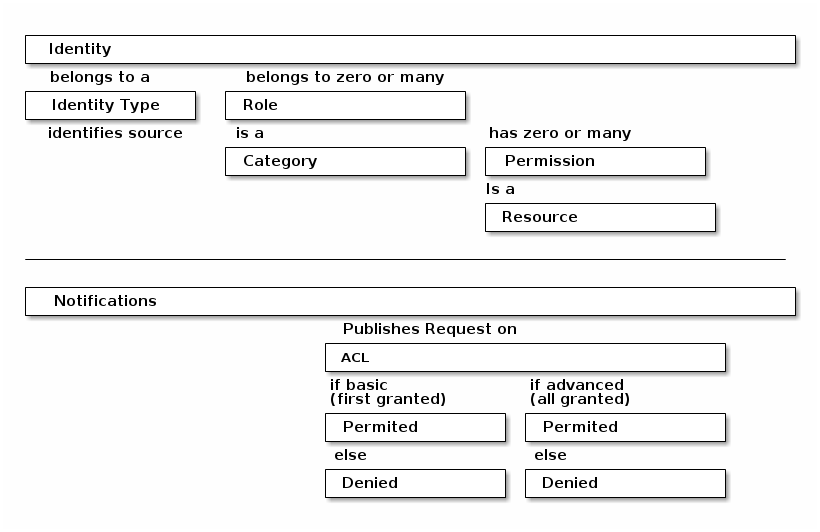 Identity
belongs to a
belongs to zero or many
Identity Type
Role
identifies source
is a
has zero or many
Category
Permission
Is a
Resource
Notifications
Publishes Request on
ACL
if basic
(first granted)
if advanced
(all granted)
Permited
Permited
else
else
Denied
Denied